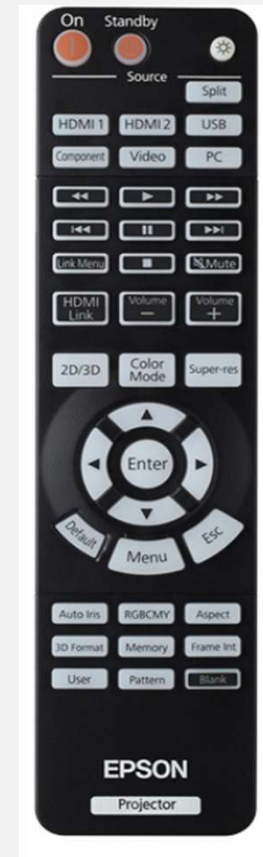 On Standby
Source
Split
HDMI 1 HDMI 2 USB
Component Video PC
Link Menu Mute
HDMI Link Volume − Volume +
2D/3D Color Mode Super-res
Enter
Default Menu Esc
Auto Iris RGBCMY Aspect
3D Format Memory Frame Int
User Pattern Blank
EPSON
Projector